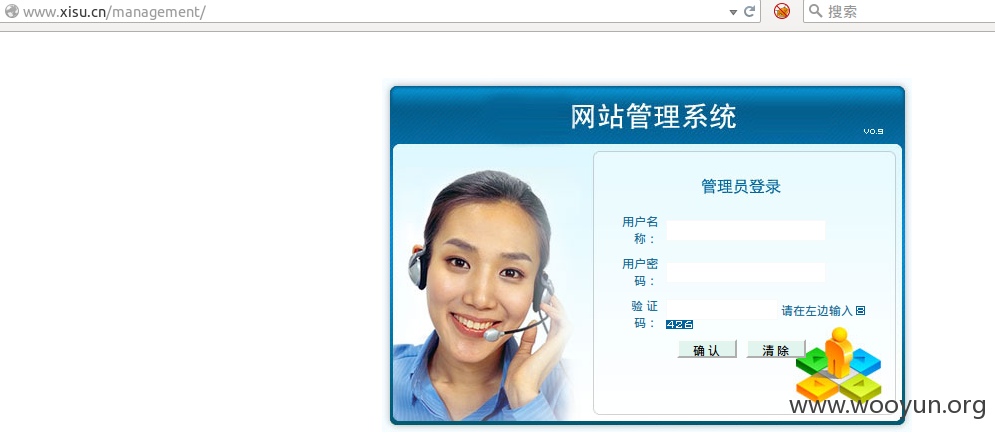 www.xisu.cn/management/
搜索
网站管理系统
V0.9
管理员登录
用户名
称：
用户密
码：
验 证
码：
请在左边输入
8
426
确 认
清 除
www.wooyun.org